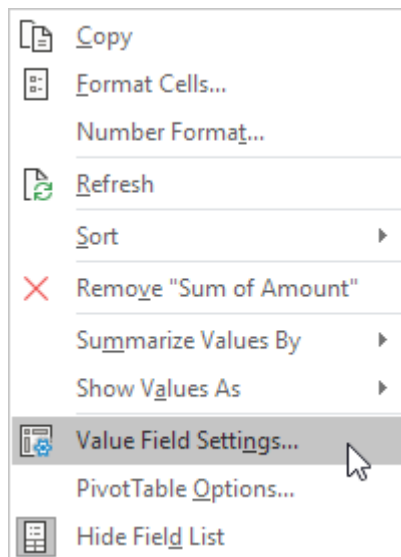 Copy
Format Cells...
Number Format...
Refresh
Sort
Remove "Sum of Amount"
Summarize Values By
Show Values As
Value Field Settings...
PivotTable Options...
Hide Field List